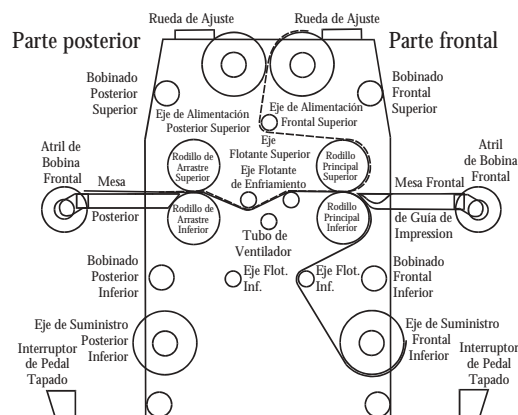 Rueda de Ajuste
Rueda de Ajuste
Parte posterior
Parte frontal
Bobinado
Posterior
Superior
Bobinado
Frontal
Superior
Eje de Alimentación
Posterior Superior
Eje de Alimentación
Frontal Superior
Eje
Flotante Superior
Atril de
Bobina
Frontal
Rodillo de
Arrastre
Superior
Eje Flotante
de Enfriamiento
Rodillo
Principal
Superior
Atril
de Bobina
Frontal
Mesa
Mesa Frontal
Posterior
Rodillo de
Arrastre
Inferior
Rodillo
Principal
Inferior
de Guía de
Impression
Tubo de
Ventilador
Bobinado
Posterior
Inferior
Eje Flot.
Inf.
Eje Flot.
Inf.
Bobinado
Frontal
Inferior
Eje de Suministro
Posterior
Inferior
Eje de Suministro
Frontal
Inferior
Interruptor
de Pedal
Tapado
Interruptor
de Pedal
Tapado